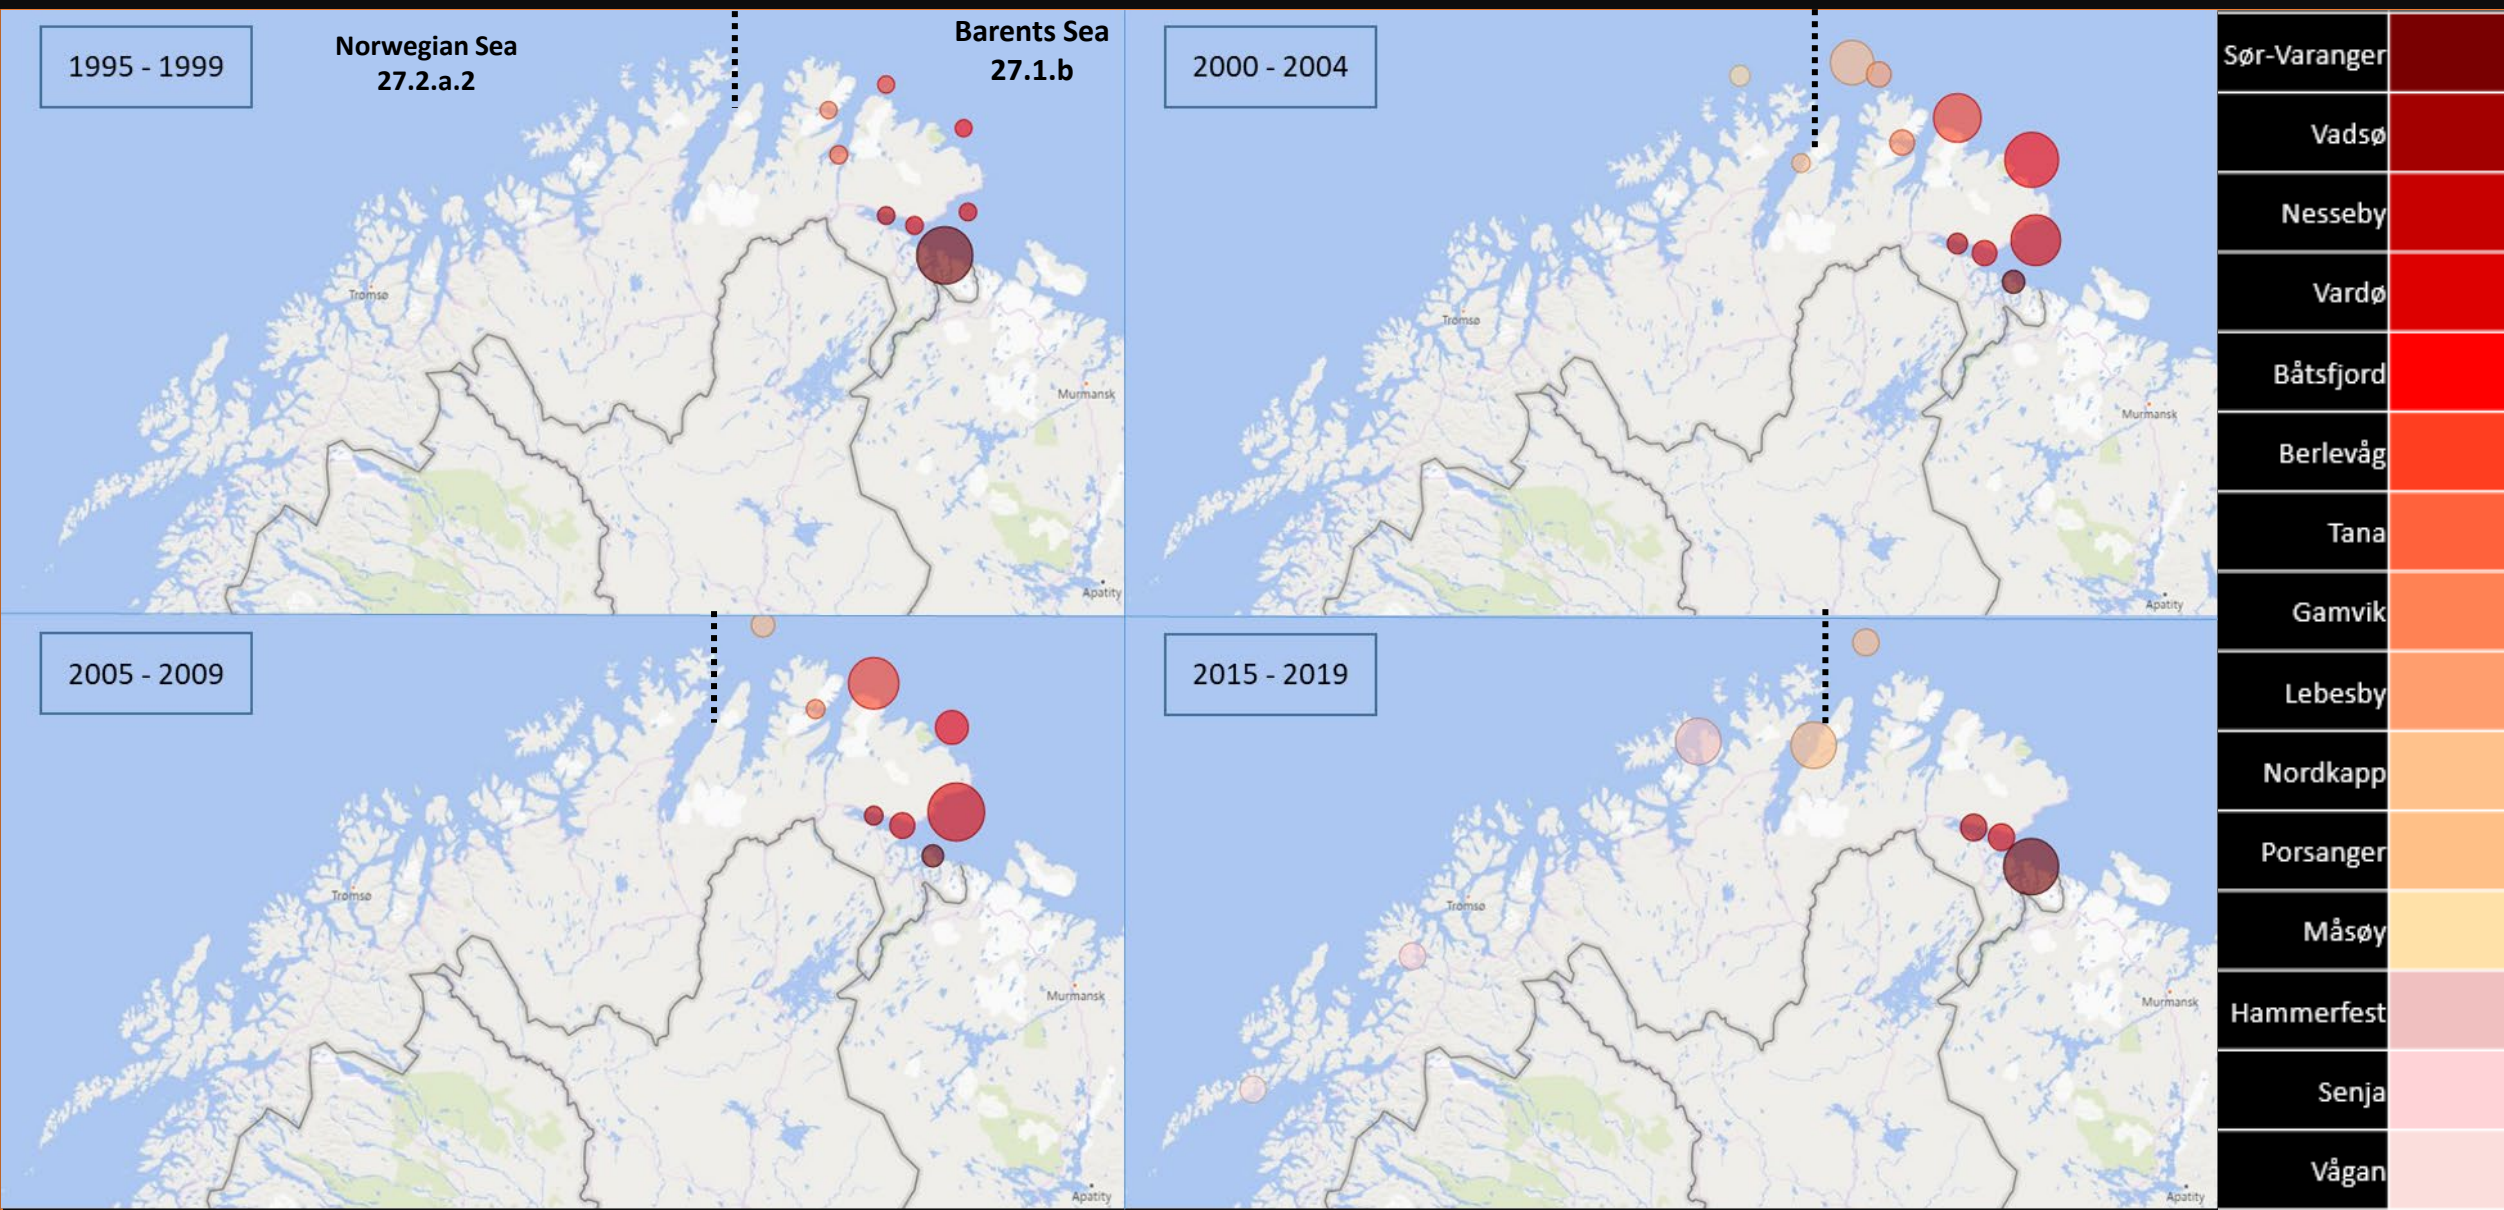 1995 - 1999
Norwegian Sea
27.2.a.2
Barents Sea
27.1.b
Tromsø
Murmansk
Apatity
2000 - 2004
Tromsø
Murmansk
Apatity
2005 - 2009
Tromsø
Murmansk
Apatity
2015 - 2019
Tromsø
Murmansk
Apatity
Sør-Varanger
Vadsø
Nesseby
Vardø
Båtsfjord
Berlevåg
Tana
Gamvik
Lebesby
Nordkapp
Porsanger
Måsøy
Hammerfest
Senja
Vågan